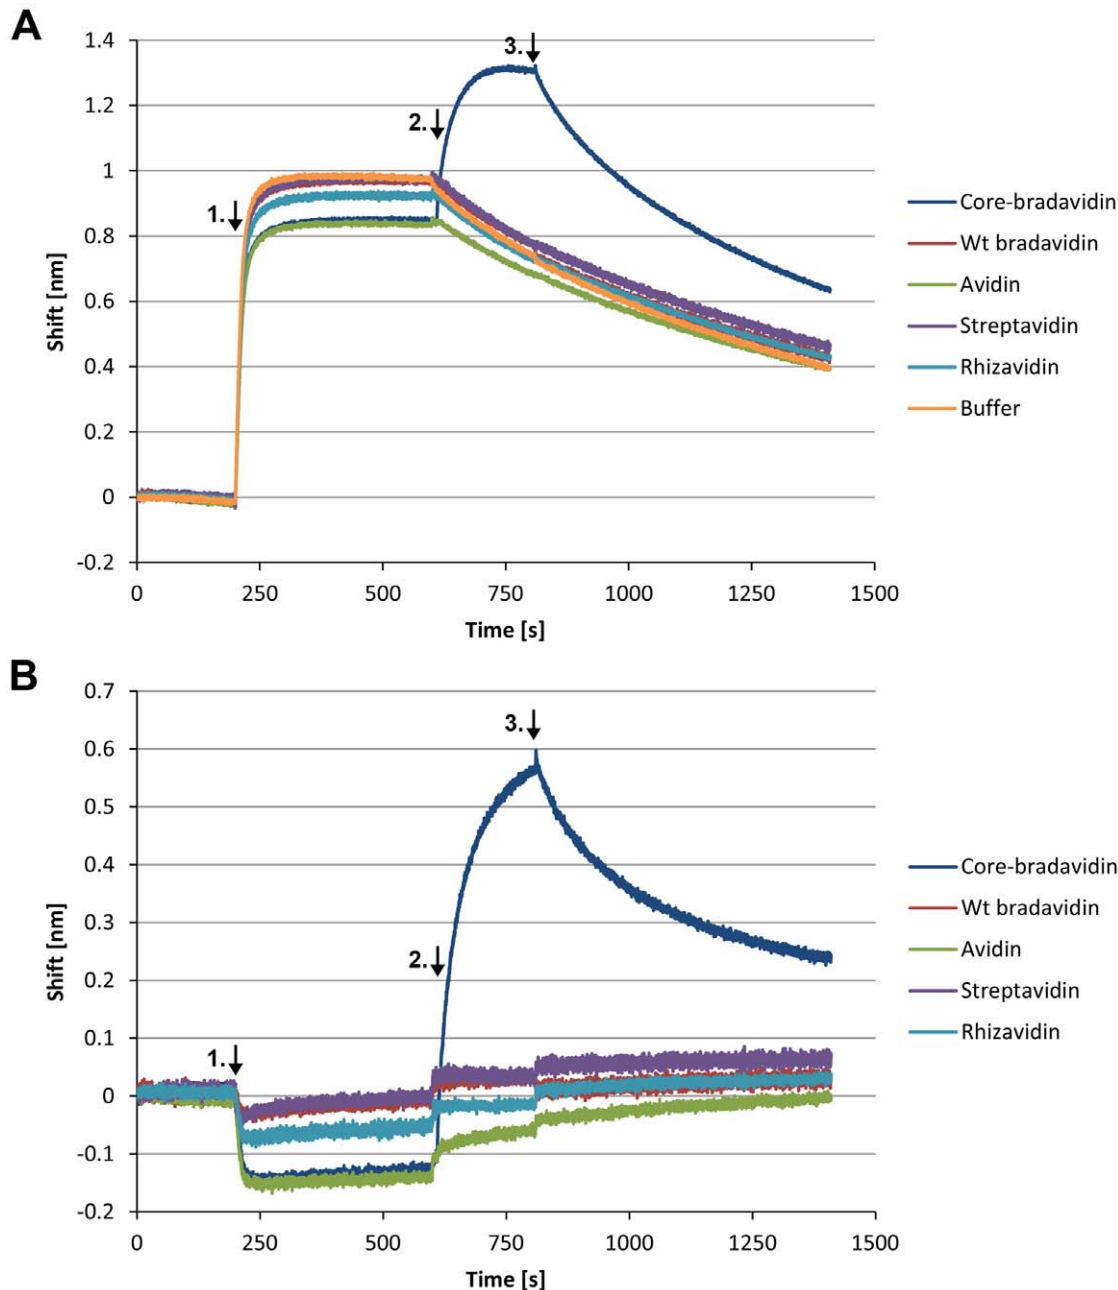 A
1.4
1.2
1
0.8
0.6
0.4
0.2
0
-0.2
Shift [nm]
1.
2.
3.
0 250 500 750 1000 1250 1500
Time [s]
Core-bradavidin
Wt bradavidin
Avidin
Streptavidin
Rhizavidin
Buffer
B
0.7
0.6
0.5
0.4
0.3
0.2
0.1
0
-0.1
-0.2
Shift [nm]
1.
2.
3.
0 250 500 750 1000 1250 1500
Time [s]
Core-bradavidin
Wt bradavidin
Avidin
Streptavidin
Rhizavidin